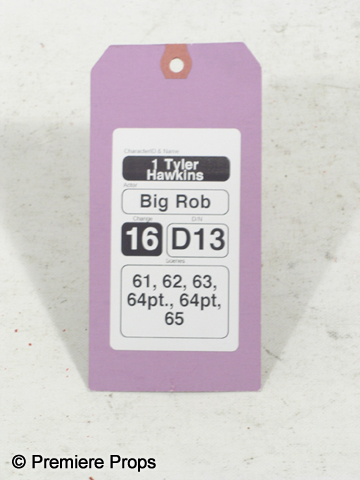 Character/D & Name
1 Tyler
Hawkins
Actor
Big Rob
Change
D/N
16
D13
Scenes
61, 62, 63,
64pt., 64pt,
65
© Premiere Props